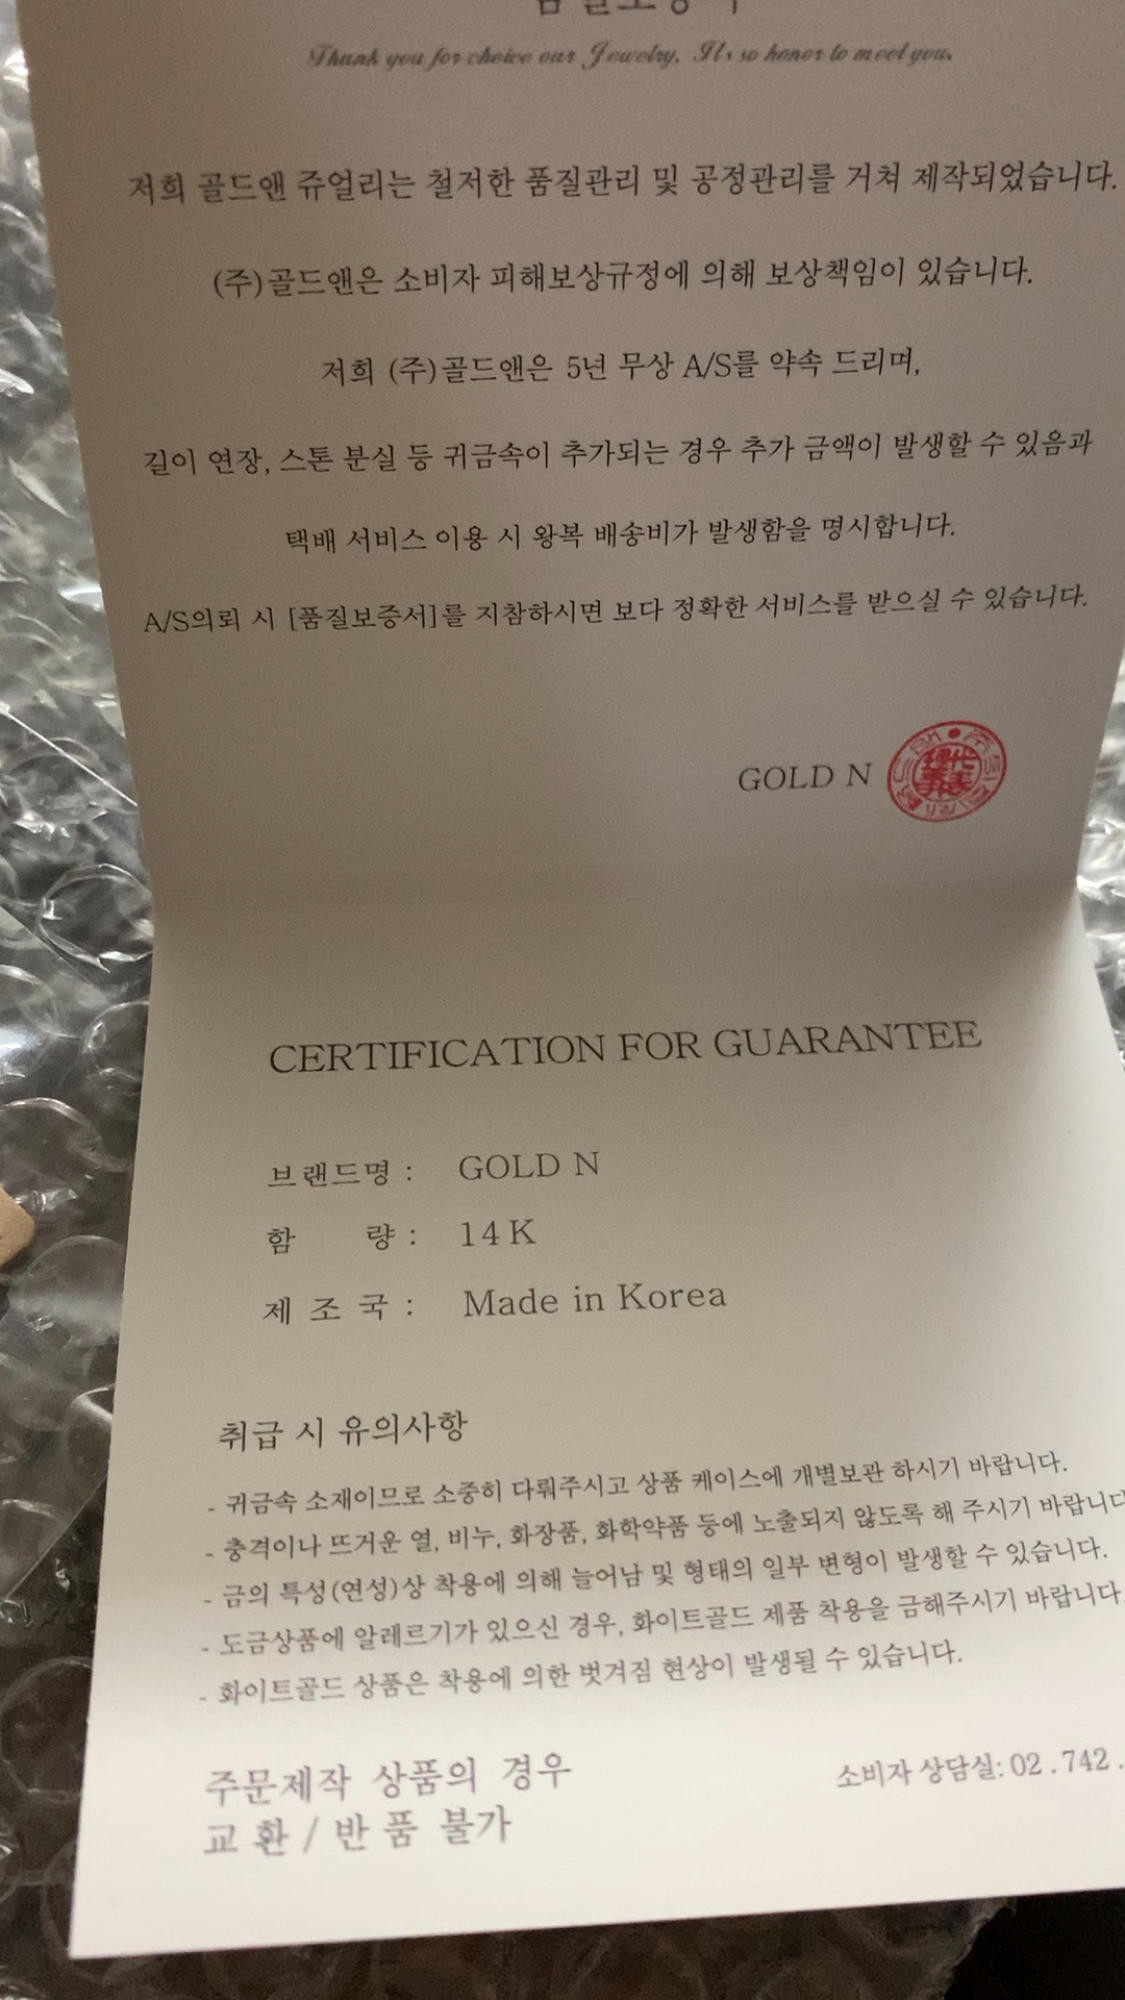 Thank you for choice our Jewelry, It's so honor to meet you.
저희 골드앤 쥬얼리는 철저한 품질관리 및 공정관리를 거쳐 제작되었습니다.
(주)골드앤은 소비자 피해보상규정에 의해 보상책임이 있습니다.
저희 (주)골드앤은 5년 무상 A/S를 약속 드리며,
길이 연장, 스톤 분실 등 귀금속이 추가되는 경우 추가 금액이 발생할 수 있음과
택배 서비스 이용 시 왕복 배송비가 발생함을 명시합니다.
A/S의뢰 시 [품질보증서]를 지참하시면 보다 정확한 서비스를 받으실 수 있습니다.
GOLD N
CERTIFICATION FOR GUARANTEE
브랜드명 : GOLD N
함 량 : 14K
제 조 국 : Made in Korea
취급 시 유의사항
- 귀금속 소재이므로 소중히 다뤄주시고 상품 케이스에 개별보관 하시기 바랍니다.
- 충격이나 뜨거운 열, 비누, 화장품, 화학약품 등에 노출되지 않도록 해 주시기 바랍니다
- 금의 특성(연성)상 착용에 의해 늘어남 및 형태의 일부 변형이 발생할 수 있습니다.
- 도금상품에 알레르기가 있으신 경우, 화이트골드 제품 착용을 금해주시기 바랍니다.
- 화이트골드 상품은 착용에 의한 벗겨짐 현상이 발생될 수 있습니다.
주문제작 상품의 경우
교 환 / 반 품 불가
소비자 상담실: 02 . 742 .